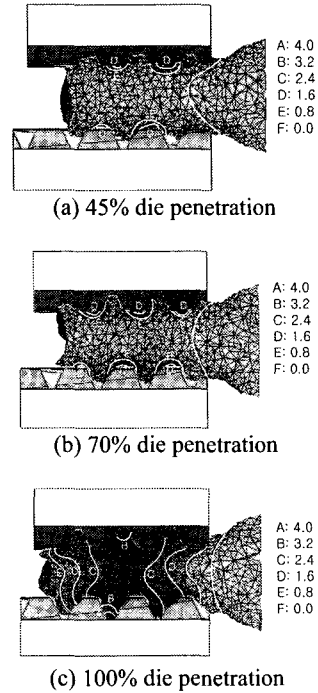 D D
A: 4.0
B: 3.2
C: 2.4
D: 1.6
E: 0.8
F: 0.0
(a) 45% die penetration
D D D
A: 4.0
B: 3.2
C: 2.4
D: 1.6
E: 0.8
F: 0.0
(b) 70% die penetration
B
C C C
B
A: 4.0
B: 3.2
C: 2.4
D: 1.6
E: 0.8
F: 0.0
(c) 100% die penetration